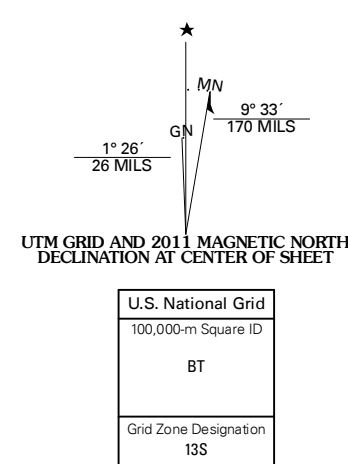 MN
GN
9° 33´
170 MILS
1° 26´
26 MILS
UTM GRID AND 2011 MAGNETIC NORTH
DECLINATION AT CENTER OF SHEET
U.S. National Grid
100,000-m Square ID
BT
Grid Zone Designation
13S